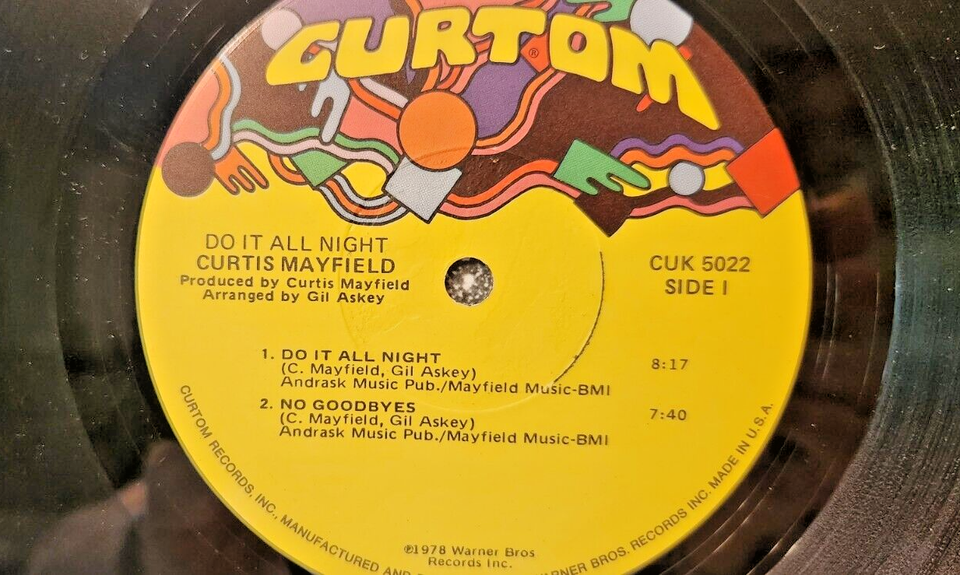 CURTOM®
DO IT ALL NIGHT
CURTIS MAYFIELD
Produced by Curtis Mayfield
Arranged by Gil Askey
CUK 5022
SIDE I
1. DO IT ALL NIGHT 8:17
(C. Mayfield, Gil Askey)
Andrask Music Pub./Mayfield Music-BMI
2. NO GOODBYES 7:40
(C. Mayfield, Gil Askey)
Andrask Music Pub./Mayfield Music-BMI
℗1978 Warner Bros
Records Inc.
CURTOM RECORDS, INC., MANUFACTURED AND BROS. RECORDS INC. MADE IN U.S.A.